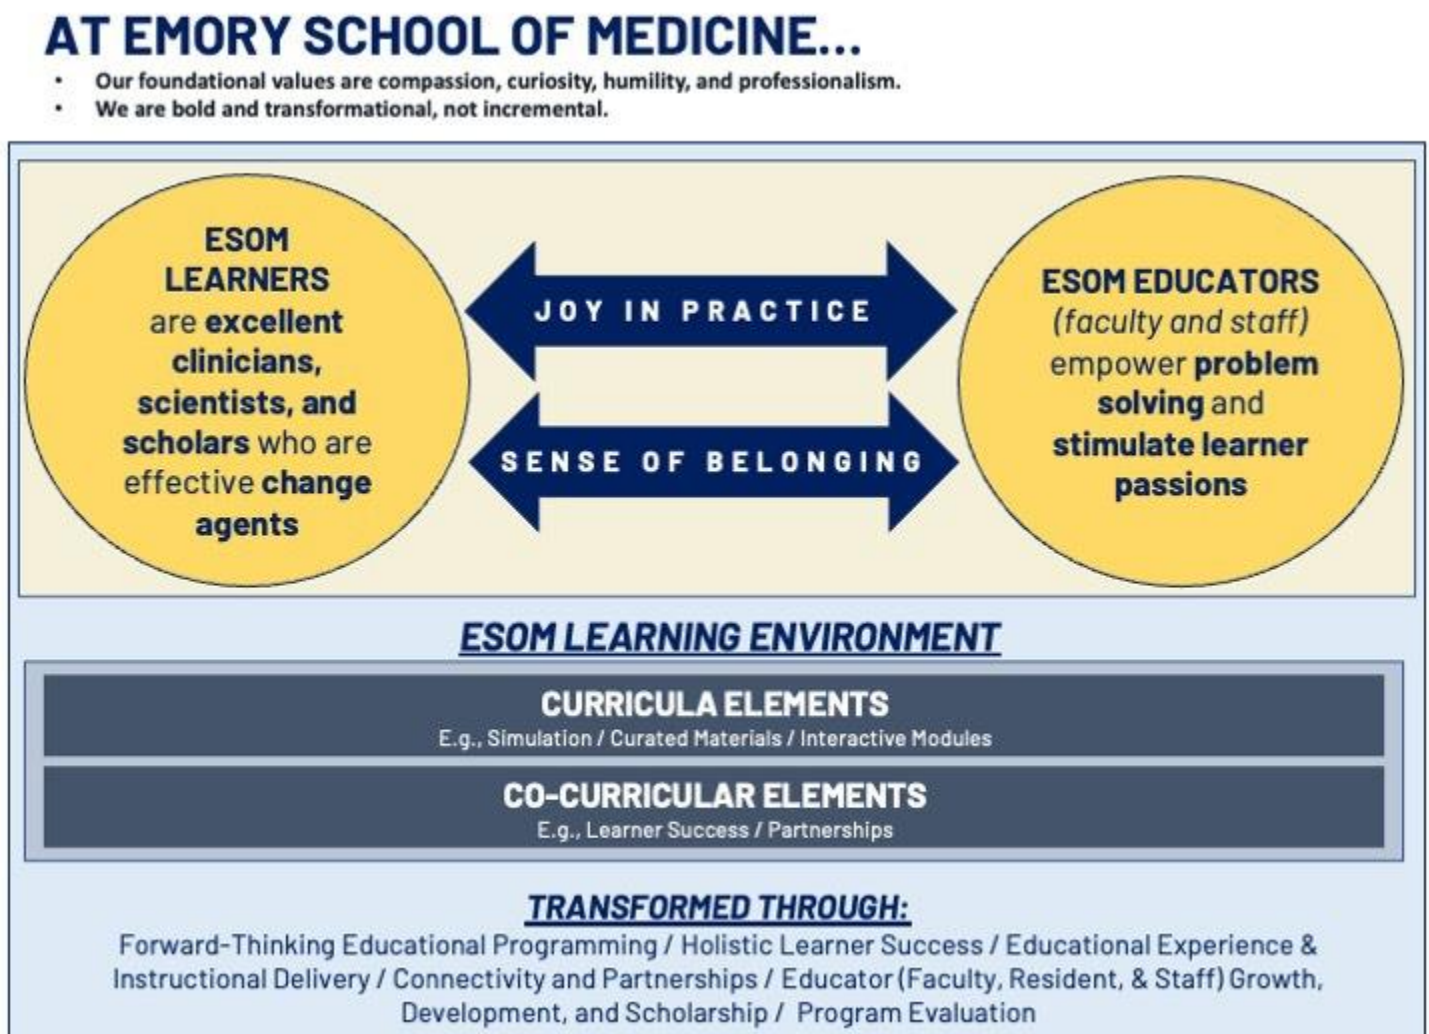 AT EMORY SCHOOL OF MEDICINE...
• Our foundational values are compassion, curiosity, humility, and professionalism.
• We are bold and transformational, not incremental.
ESOM
LEARNERS
are excellent
clinicians,
scientists, and
scholars who are
effective change
agents
JOY IN PRACTICE
SENSE OF BELONGING
ESOM EDUCATORS
(faculty and staff)
empower problem
solving and
stimulate learner
passions
ESOM LEARNING ENVIRONMENT
CURRICULA ELEMENTS
E.g., Simulation / Curated Materials / Interactive Modules
CO-CURRICULAR ELEMENTS
E.g., Learner Success / Partnerships
TRANSFORMED THROUGH:
Forward-Thinking Educational Programming / Holistic Learner Success / Educational Experience &
Instructional Delivery / Connectivity and Partnerships / Educator (Faculty, Resident, & Staff) Growth,
Development, and Scholarship / Program Evaluation